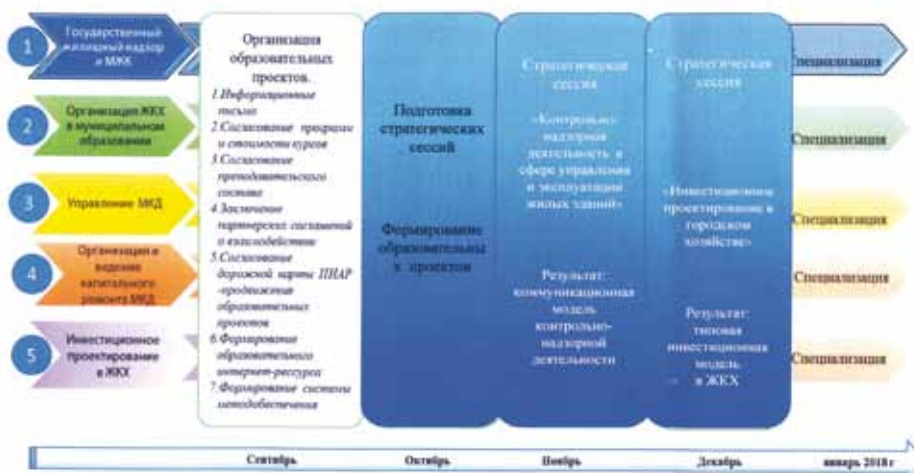 1
Государственный
жилищный надзор
и МЖК
2
Организация ЖКХ
в муниципальном
образовании
3
Управление МКД
4
Организация и
ведение
капитального
ремонта МКД
5
Инвестиционное
проектирование
в ЖКХ
Организация
образовательных
проектов.
1.Информационные
письма
2.Согласование программ
и стоимости курсов
3.Согласование
преподавательского
состава
4.Заключение
партнерских соглашений
о взаимодействии
5.Согласование
дорожной карты ПИАР
-продвижения
образовательных
проектов
6.Формирование
образовательного
интернет-рессурса
7.Формирование системы
методобеспечения
Подготовка
стратегических
сессий
Формирование
образовательны
х проектов
Стратегическая
сессия
«Контрольно-
надзорная
деятельность в
сфере управления
и эксплуатации
жилых зданий»
Результат:
коммуникационная
модель
контрольно-
надзорной
деятельности
Стратегическая
сессия
«Инвестиционное
проектирование в
городском
хозяйстве»
Результат:
типовая
инвестиционная
модель
в ЖКХ
Специализация
Специализация
Специализация
Специализация
Специализация
Сентябрь Октябрь Ноябрь Декабрь январь 2018 г